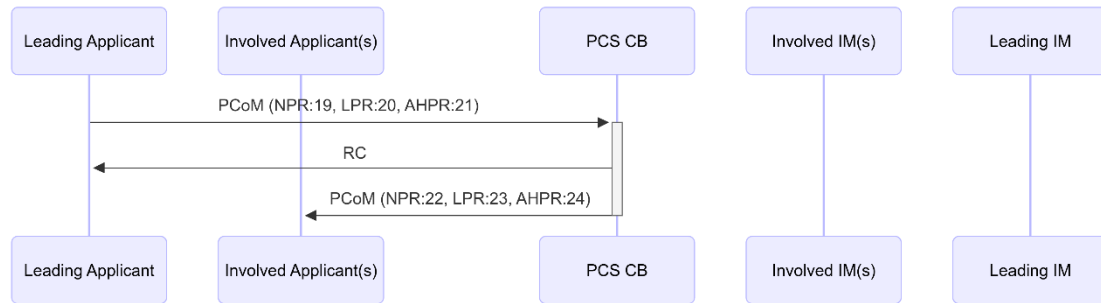 Leading Applicant
Involved Applicant(s)
PCS CB
Involved IM(s)
Leading IM
PCoM (NPR:19, LPR:20, AHPR:21)
RC
PCoM (NPR:22, LPR:23, AHPR:24)
Leading Applicant
Involved Applicant(s)
PCS CB
Involved IM(s)
Leading IM